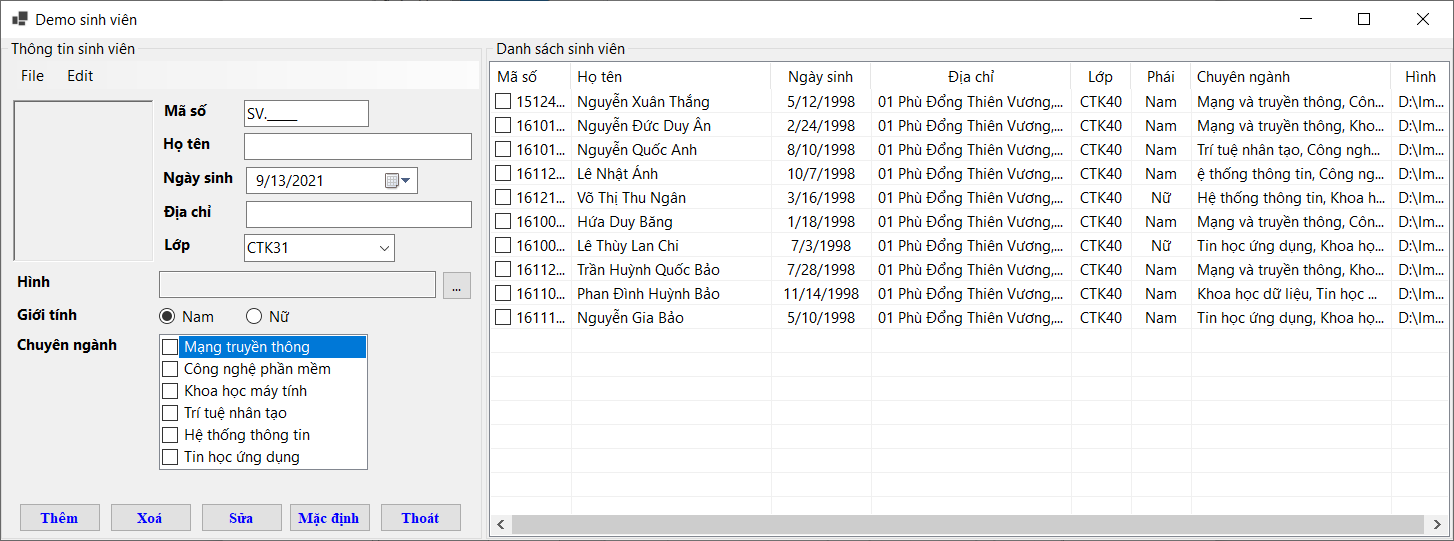 Demo sinh viên
Thông tin sinh viên
File Edit
Mã số SV.____
Họ tên
Ngày sinh 9/13/2021
Địa chỉ
Lớp CTK31
Hình ...
Giới tính Nam Nữ
Chuyên ngành
Mạng truyền thông
Công nghệ phần mềm
Khoa học máy tính
Trí tuệ nhân tạo
Hệ thống thông tin
Tin học ứng dụng
Thêm Xoá Sửa Mặc định Thoát
Danh sách sinh viên
Mã số Họ tên Ngày sinh Địa chỉ Lớp Phái Chuyên ngành Hình
15124... Nguyễn Xuân Thắng 5/12/1998 01 Phù Đổng Thiên Vương,... CTK40 Nam Mạng và truyền thông, Côn... D:\Im...
16101... Nguyễn Đức Duy Ân 2/24/1998 01 Phù Đổng Thiên Vương,... CTK40 Nam Mạng và truyền thông, Kho... D:\Im...
16101... Nguyễn Quốc Anh 8/10/1998 01 Phù Đổng Thiên Vương,... CTK40 Nam Trí tuệ nhân tạo, Công ngh... D:\Im...
16112... Lê Nhật Ánh 10/7/1998 01 Phù Đổng Thiên Vương,... CTK40 Nam ệ thống thông tin, Công ng... D:\Im...
16121... Võ Thị Thu Ngân 3/16/1998 01 Phù Đổng Thiên Vương,... CTK40 Nữ Hệ thống thông tin, Khoa h... D:\Im...
16100... Hứa Duy Băng 1/18/1998 01 Phù Đổng Thiên Vương,... CTK40 Nam Mạng và truyền thông, Côn... D:\Im...
16100... Lê Thùy Lan Chi 7/3/1998 01 Phù Đổng Thiên Vương,... CTK40 Nữ Tin học ứng dụng, Khoa họ... D:\Im...
16112... Trần Huỳnh Quốc Bảo 7/28/1998 01 Phù Đổng Thiên Vương,... CTK40 Nam Mạng và truyền thông, Kho... D:\Im...
16110... Phan Đình Huỳnh Bảo 11/14/1998 01 Phù Đổng Thiên Vương,... CTK40 Nam Khoa học dữ liệu, Tin học ... D:\Im...
16111... Nguyễn Gia Bảo 5/10/1998 01 Phù Đổng Thiên Vương,... CTK40 Nam Tin học ứng dụng, Khoa họ... D:\Im...